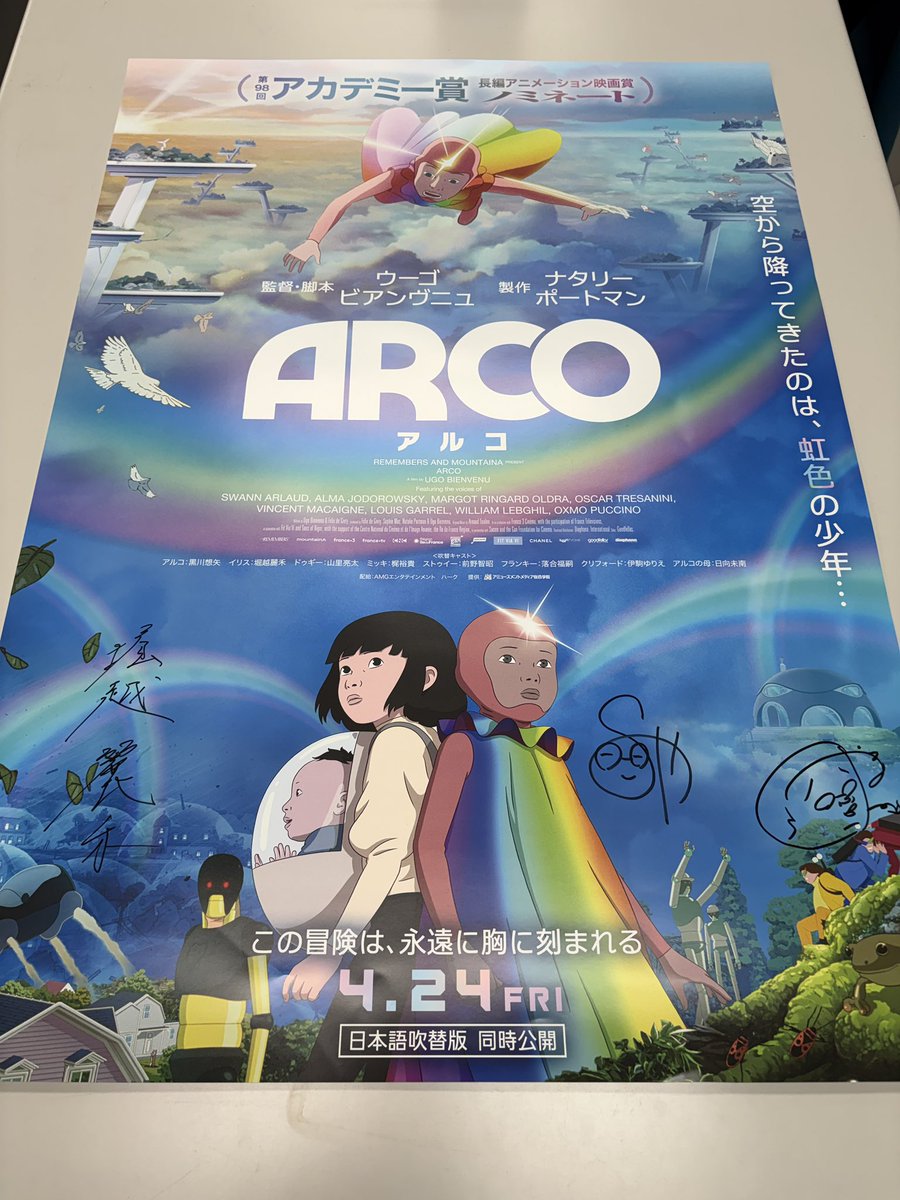 (第98回 アカデミー賞 長編アニメーション映画賞 ノミネート)
空から降ってきたのは、虹色の少年…
監督・脚本 ウーゴ ビアンヴニュ 製作 ナタリー ポートマン
ARCO
アルコ
REMEMBERS AND MOUNTAINA PRESENT
ARCO
A film by UGO BIENVENU
Featuring the voices of
SWANN ARLAUD, ALMA JODOROWSKY, MARGOT RINGARD OLDRA, OSCAR TRESANINI,
VINCENT MACAIGNE, LOUIS GARREL, WILLIAM LEBGHIL, OXMO PUCCINO
<吹替キャスト>
アルコ:黒川想矢 イリス:堀越麗禾 ドゥギー:山里亮太 ミッキ:梶裕貴 ストゥイー:前野智昭 フランキー:落合福嗣 クリフォード:伊駒ゆりえ アルコの母:日向未南
配給:AMGエンタテインメント ハーク 提供:
堀越麗禾
この冒険は、永遠に胸に刻まれる
4.24 FRI
日本語吹替版 同時公開